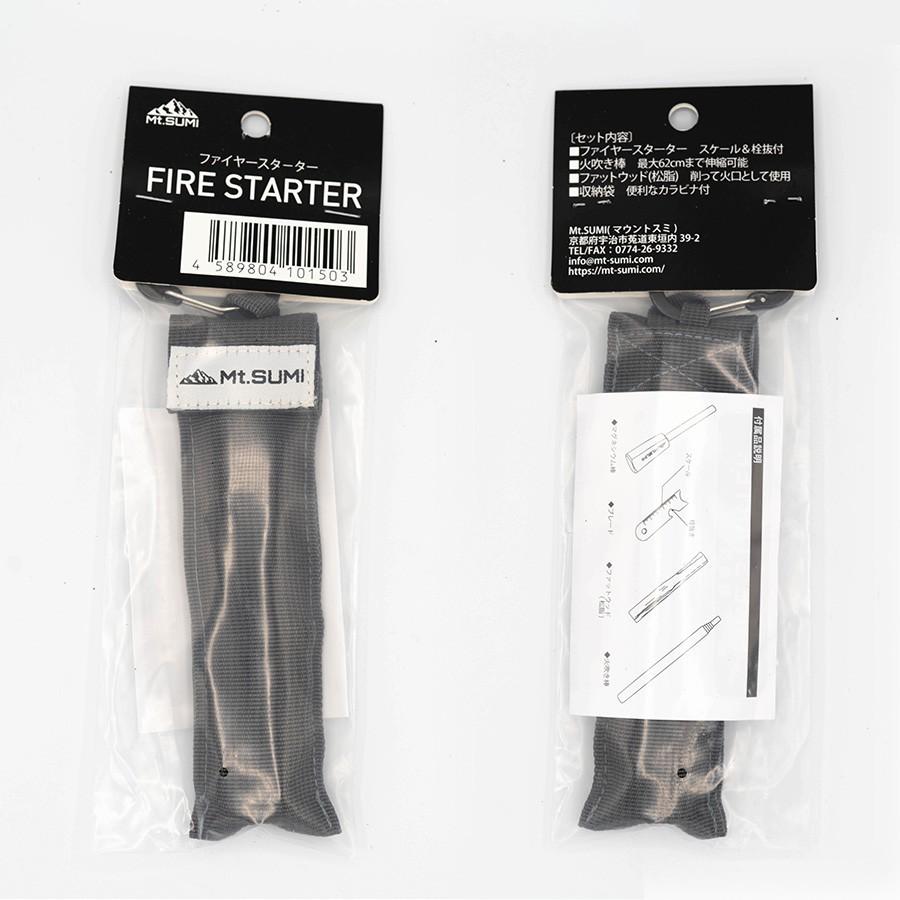 Mt.SUMI
ファイヤースターター
FIRE STARTER
4 589804 101503
Mt.SUMI
〔セット内容〕
■ファイヤースターター　スケール＆栓抜付
■火吹き棒　最大62cmまで伸縮可能
■ファットウッド(松脂)　削って火口として使用
■収納袋　便利なカラビナ付
Mt.SUMI(マウントスミ)
京都府宇治市莵道東垣内 39-2
TEL/FAX：0774-26-9332
info@mt-sumi.com
https://mt-sumi.com/
付属品説明
◆マグネシウム棒
スケール
栓抜き
◆ブレード
◆ファットウッド
(松脂)
◆火吹き棒